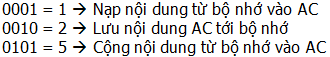 0001 = 1 → Nạp nội dung từ bộ nhớ vào AC
0010 = 2 → Lưu nội dung AC tới bộ nhớ
0101 = 5 → Cộng nội dung từ bộ nhớ vào AC